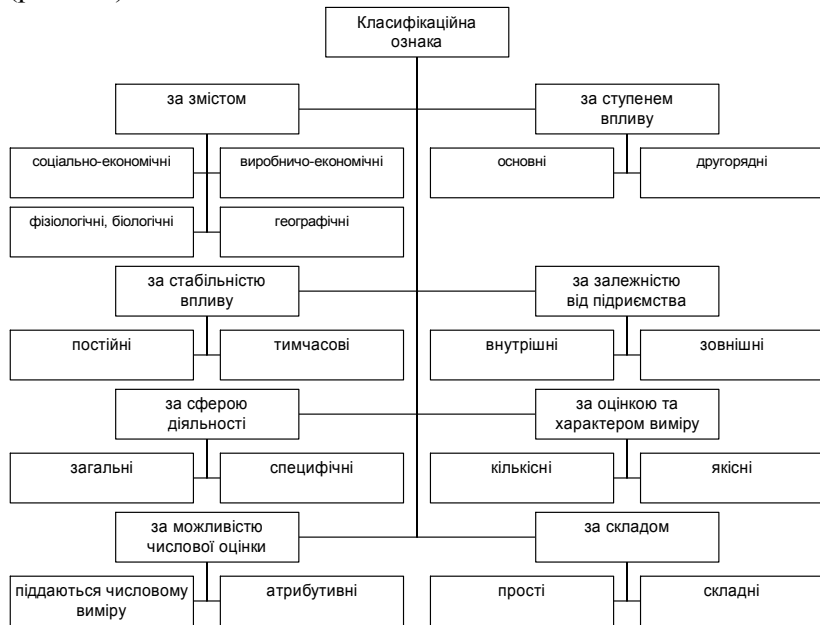 Класифікаційна
ознака
за змістом
за ступенем
впливу
соціально-економічні
виробничо-економічні
основні
другорядні
фізіологічні, біологічні
географічні
за стабільністю
впливу
за залежністю
від підриємства
постійні
тимчасові
внутрішні
зовнішні
за сферою
діяльності
за оцінкою та
характером виміру
загальні
специфічні
кількісні
якісні
за можливістю
числової оцінки
за складом
піддаються числовому
виміру
атрибутивні
прості
складні